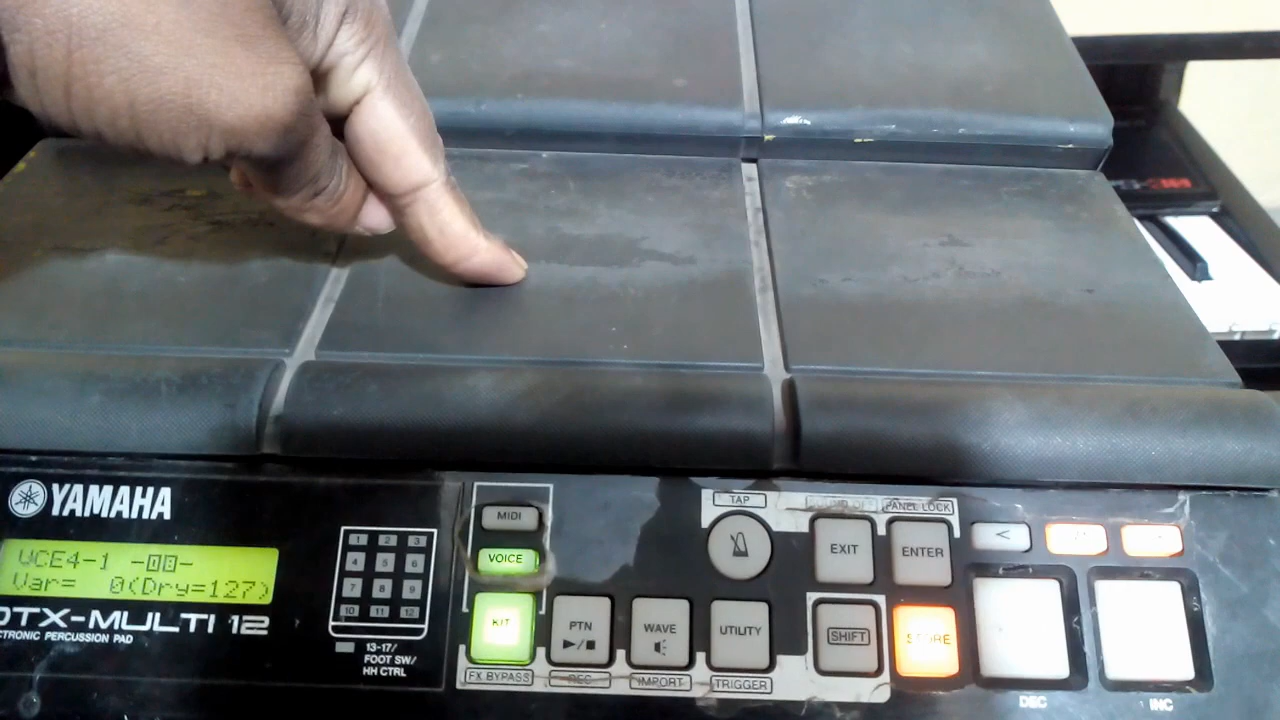 YAMAHA
VCE4-1 -00-
Var= 0(Dry=127)
DTX-MULTI 12
CTRONIC PERCUSSION PAD
1 2 3
4 5 6
7 8 9
10 11 12
13-17/
FOOT SW/
HH CTRL
MIDI
VOICE
KIT
FX BYPASS
PTN
▶/■
REC
WAVE
IMPORT
UTILITY
TRIGGER
TAP
EXIT
PANEL LOCK
ENTER
SHIFT
STORE
<
DEC
INC